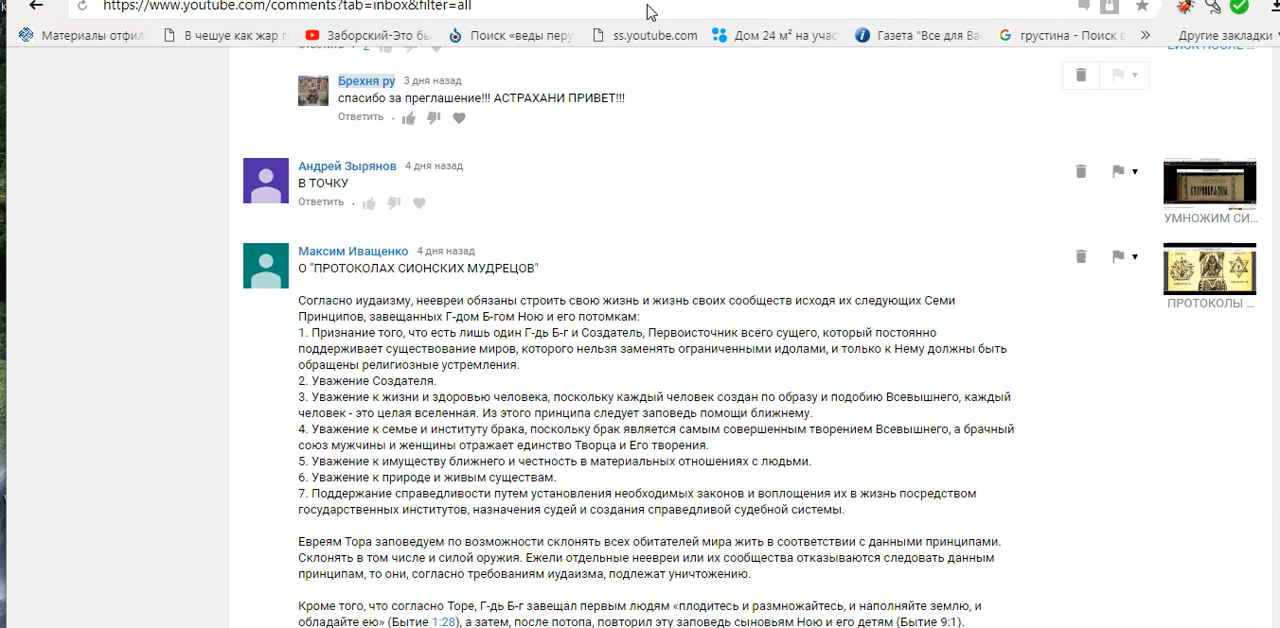 https://www.youtube.com/comments?tab=inbox&filter=all
Материалы отфил
В чешуе как жар г
Заборский-Это бы
Поиск «веды перу
ss.youtube.com
Дом 24 м² на учас
Газета "Все для Ва
грустина - Поиск в
Другие закладки
Ответить
2
Брехня ру 3 дня назад
спасибо за преглашение!!! АСТРАХАНИ ПРИВЕТ!!!
Ответить
Андрей Зырянов 4 дня назад
В ТОЧКУ
Ответить
УМНОЖИМ СИ...
Максим Иващенко 4 дня назад
О "ПРОТОКОЛАХ СИОНСКИХ МУДРЕЦОВ"
ПРОТОКОЛЫ ...
Согласно иудаизму, неевреи обязаны строить свою жизнь и жизнь своих сообществ исходя их следующих Семи
Принципов, завещанных Г-дом Б-гом Ною и его потомкам:
1. Признание того, что есть лишь один Г-дь Б-г и Создатель, Первоисточник всего сущего, который постоянно
поддерживает существование миров, которого нельзя заменять ограниченными идолами, и только к Нему должны быть
обращены религиозные устремления.
2. Уважение Создателя.
3. Уважение к жизни и здоровью человека, поскольку каждый человек создан по образу и подобию Всевышнего, каждый
человек - это целая вселенная. Из этого принципа следует заповедь помощи ближнему.
4. Уважение к семье и институту брака, поскольку брак является самым совершенным творением Всевышнего, а брачный
союз мужчины и женщины отражает единство Творца и Его творения.
5. Уважение к имуществу ближнего и честность в материальных отношениях с людьми.
6. Уважение к природе и живым существам.
7. Поддержание справедливости путем установления необходимых законов и воплощения их в жизнь посредством
государственных институтов, назначения судей и создания справедливой судебной системы.
Евреям Тора заповедуем по возможности склонять всех обитателей мира жить в соответствии с данными принципами.
Склонять в том числе и силой оружия. Ежели отдельные неевреи или их сообщества отказываются следовать данным
принципам, то они, согласно требованиям иудаизма, подлежат уничтожению.
Кроме того, что согласно Торе, Г-дь Б-г завещал первым людям «плодитесь и размножайтесь, и наполняйте землю, и
обладайте ею» (Бытие 1:28), а затем, после потопа, повторил эту заповедь сыновьям Ною и его детям (Бытие 9:1).